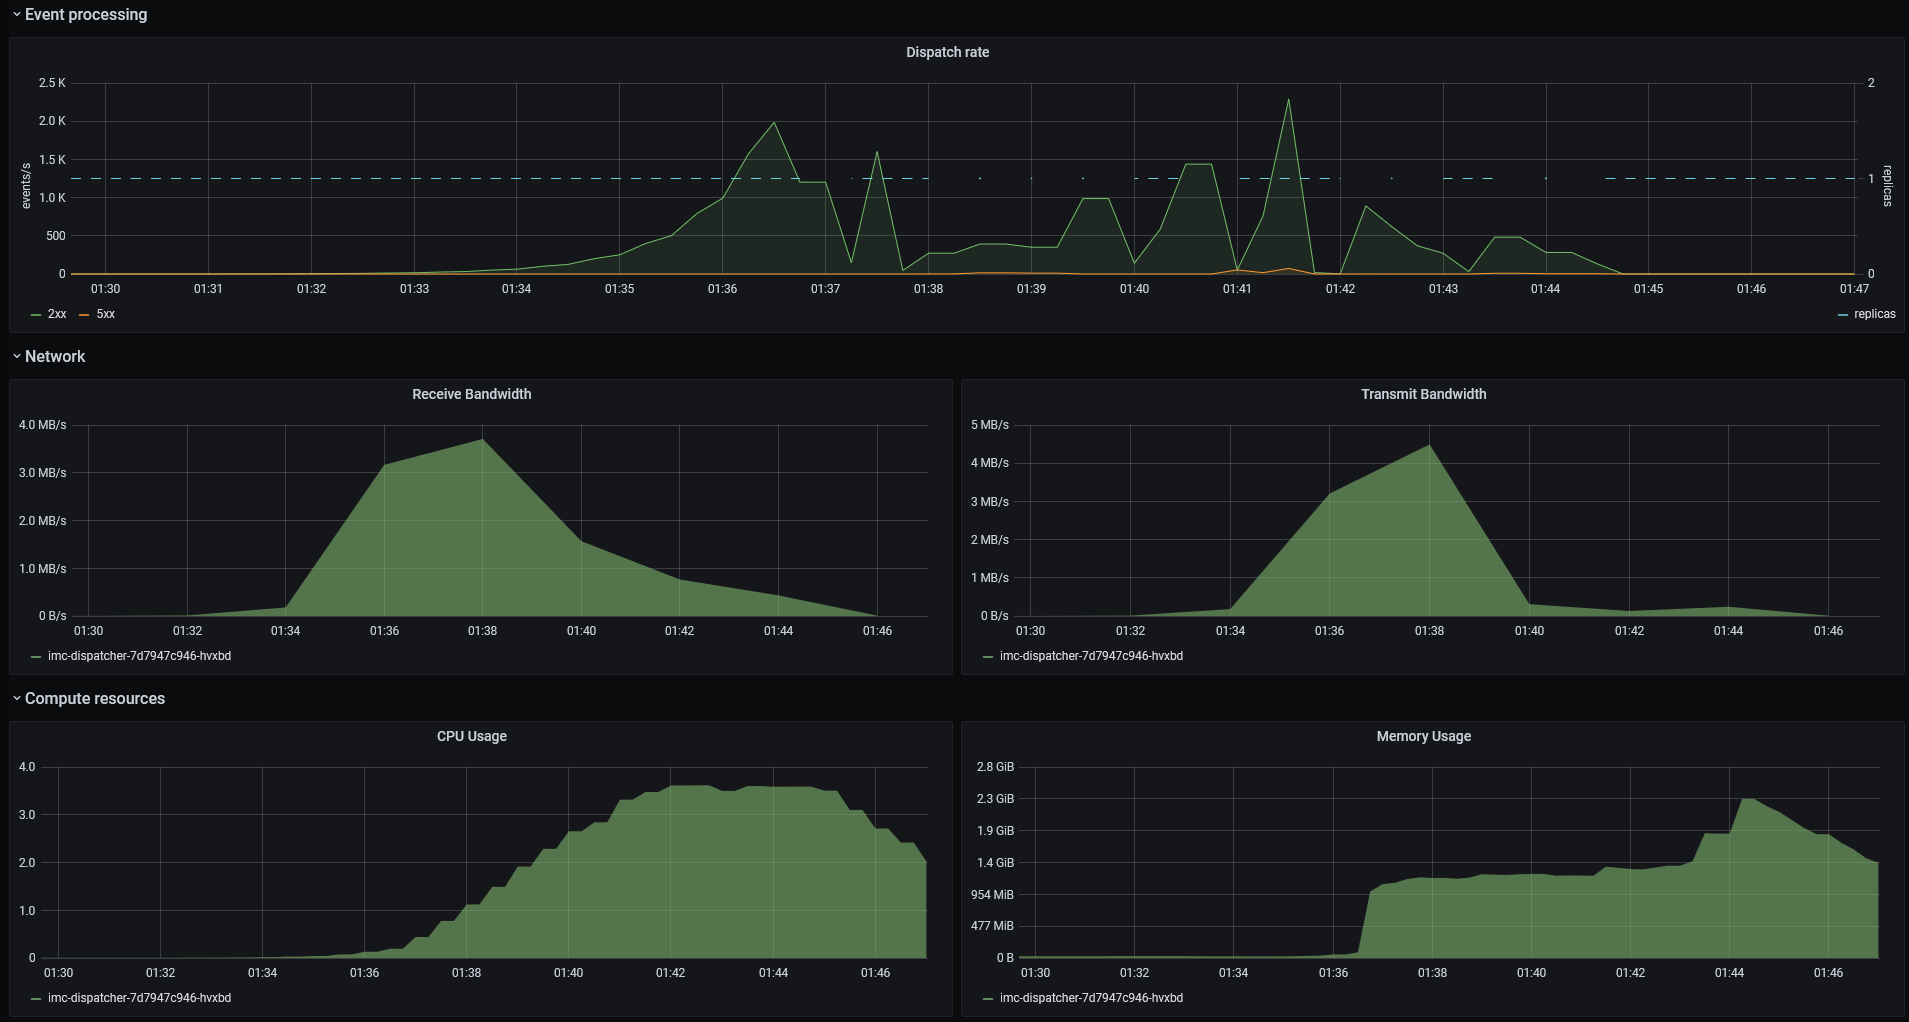 Event processing
Dispatch rate
2.5 K
2.0 K
1.5 K
1.0 K
500
0
events/s
2
1
0
replicas
01:30 01:31 01:32 01:33 01:34 01:35 01:36 01:37 01:38 01:39 01:40 01:41 01:42 01:43 01:44 01:45 01:46 01:47
2xx 5xx replicas
Network
Receive Bandwidth
4.0 MB/s
3.0 MB/s
2.0 MB/s
1.0 MB/s
0 B/s
01:30 01:32 01:34 01:36 01:38 01:40 01:42 01:44 01:46
imc-dispatcher-7d7947c946-hvxbd
Transmit Bandwidth
5 MB/s
4 MB/s
3 MB/s
2 MB/s
1 MB/s
0 B/s
01:30 01:32 01:34 01:36 01:38 01:40 01:42 01:44 01:46
imc-dispatcher-7d7947c946-hvxbd
Compute resources
CPU Usage
4.0
3.0
2.0
1.0
0
01:30 01:32 01:34 01:36 01:38 01:40 01:42 01:44 01:46
imc-dispatcher-7d7947c946-hvxbd
Memory Usage
2.8 GiB
2.3 GiB
1.9 GiB
1.4 GiB
954 MiB
477 MiB
0 B
01:30 01:32 01:34 01:36 01:38 01:40 01:42 01:44 01:46
imc-dispatcher-7d7947c946-hvxbd